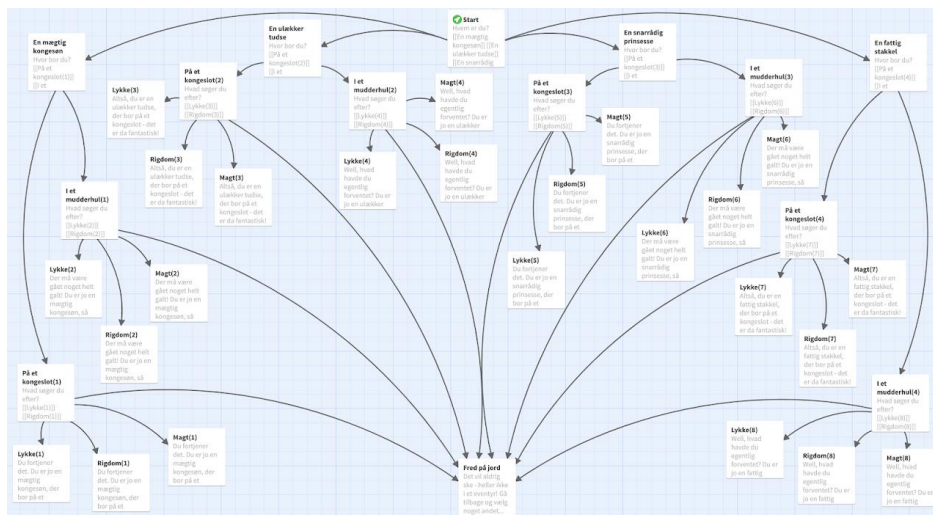 Start
Hvem er du?
[[En mægtig
kongesøn]] [[En
ulækker tudse]]
[[En snarrådig
En mægtig
kongesøn
Hvor bor du?
[[På et
kongeslot(1)]]
[[I et
En ulækker
tudse
Hvor bor du?
[[På et
kongeslot(2)]]
[[I et
En snarrådig
prinsesse
Hvor bor du?
[[På et
kongeslot(3)]]
[[I et
En fattig
stakkel
Hvor bor du?
[[På et
kongeslot(4)]]
[[I et
På et
kongeslot(2)
Hvad søger du
efter?
[[Lykke(3)]]
[[Rigdom(3)]]
Lykke(3)
Altså, du er en
ulækker tudse,
der bor på et
kongeslot - det
er da fantastisk!
Rigdom(3)
Altså, du er en
ulækker tudse,
der bor på et
kongeslot - det
er da fantastisk!
Magt(3)
Altså, du er en
ulækker tudse,
der bor på et
kongeslot - det
er da fantastisk!
I et
mudderhul(2)
Hvad søger du
efter?
[[Lykke(4)]]
[[Rigdom(4)]]
Magt(4)
Well, hvad
havde du
egentlig
forventet? Du er
jo en ulækker
Lykke(4)
Well, hvad
havde du
egentlig
forventet? Du er
jo en ulækker
Rigdom(4)
Well, hvad
havde du
egentlig
forventet? Du er
jo en ulækker
På et
kongeslot(3)
Hvad søger du
efter?
[[Lykke(5)]]
[[Rigdom(5)]]
Magt(5)
Du fortjener
det. Du er jo en
snarrådig
prinsesse, der
bor på et
Rigdom(5)
Du fortjener
det. Du er jo en
snarrådig
prinsesse, der
bor på et
Lykke(5)
Du fortjener
det. Du er jo en
snarrådig
prinsesse, der
bor på et
I et
mudderhul(3)
Hvad søger du
efter?
[[Lykke(6)]]
[[Rigdom(6)]]
Magt(6)
Der må være
gået noget helt
galt! Du er jo en
snarrådig
prinsesse, så
Rigdom(6)
Der må være
gået noget helt
galt! Du er jo en
snarrådig
prinsesse, så
Lykke(6)
Der må være
gået noget helt
galt! Du er jo en
snarrådig
prinsesse, så
På et
kongeslot(4)
Hvad søger du
efter?
[[Lykke(7)]]
[[Rigdom(7)]]
Lykke(7)
Altså, du er en
fattig stakkel,
der bor på et
kongeslot - det
er da fantastisk!
Magt(7)
Altså, du er en
fattig stakkel,
der bor på et
kongeslot - det
er da fantastisk!
Rigdom(7)
Altså, du er en
fattig stakkel,
der bor på et
kongeslot - det
er da fantastisk!
I et
mudderhul(1)
Hvad søger du
efter?
[[Lykke(2)]]
[[Rigdom(2)]]
Lykke(2)
Der må være
gået noget helt
galt! Du er jo en
mægtig
kongesøn, så
Magt(2)
Der må være
gået noget helt
galt! Du er jo en
mægtig
kongesøn, så
Rigdom(2)
Der må være
gået noget helt
galt! Du er jo en
mægtig
kongesøn, så
På et
kongeslot(1)
Hvad søger du
efter?
[[Lykke(1)]]
[[Rigdom(1)]]
Lykke(1)
Du fortjener
det. Du er jo en
mægtig
kongesøn, der
bor på et
Rigdom(1)
Du fortjener
det. Du er jo en
mægtig
kongesøn, der
bor på et
Magt(1)
Du fortjener
det. Du er jo en
mægtig
kongesøn, der
bor på et
Fred på jord
Det vil aldrig
ske - heller ikke
i et eventyr! Gå
tilbage og vælg
noget andet...
I et
mudderhul(4)
Hvad søger du
efter?
[[Lykke(8)]]
[[Rigdom(8)]]
Lykke(8)
Well, hvad
havde du
egentlig
forventet? Du er
jo en fattig
Rigdom(8)
Well, hvad
havde du
egentlig
forventet? Du er
jo en fattig
Magt(8)
Well, hvad
havde du
egentlig
forventet? Du er
jo en fattig